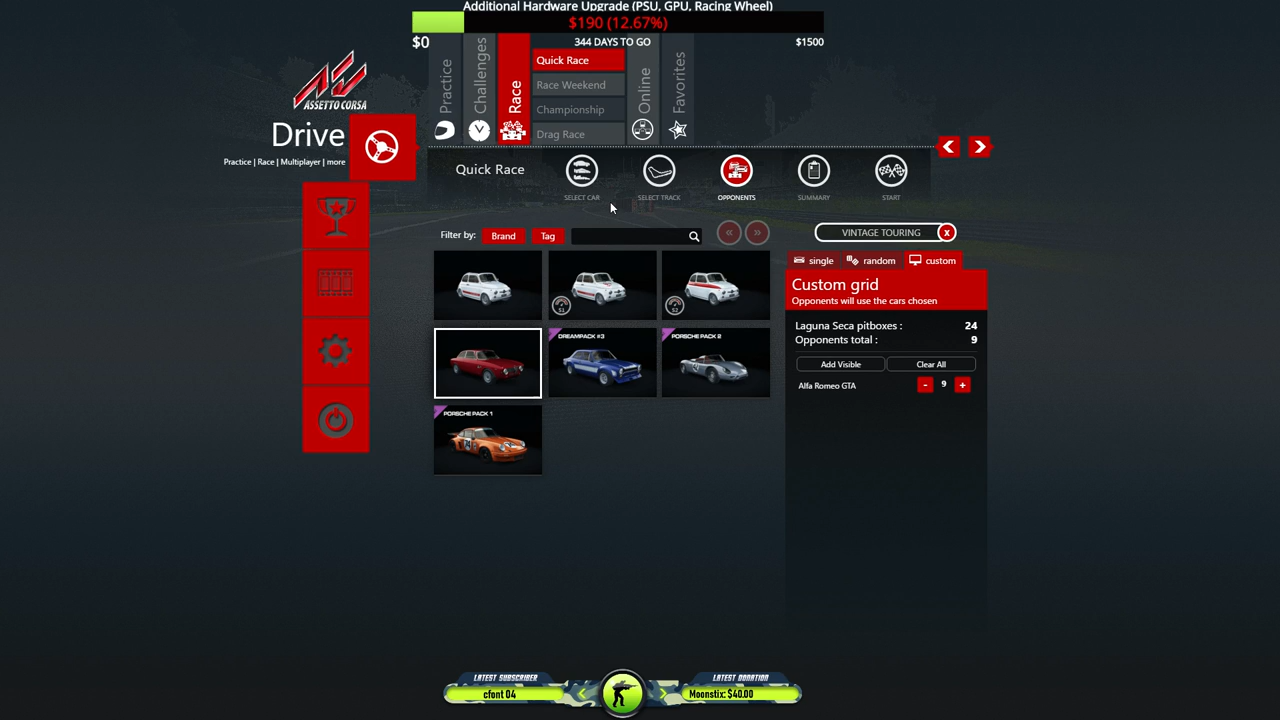 Additional Hardware Upgrade (PSU, GPU, Racing Wheel)
$190 (12.67%)
$0
344 DAYS TO GO
$1500
Practice
Challenges
Race
Quick Race
Race Weekend
Championship
Drag Race
Online
Favorites
ASSETTO CORSA
Drive
Practice | Race | Multiplayer | more
Quick Race
SELECT CAR
SELECT TRACK
OPPONENTS
SUMMARY
START
Filter by:
Brand
Tag
VINTAGE TOURING
x
single
random
custom
Custom grid
Opponents will use the cars chosen
Laguna Seca pitboxes : 24
Opponents total : 9
Add Visible
Clear All
Alfa Romeo GTA - 9 +
S1
S2
DREAMPACK #3
PORSCHE PACK 2
PORSCHE PACK 1
LATEST SUBSCRIBER
cfont 04
LATEST DONATION
Moonstix: $40.00